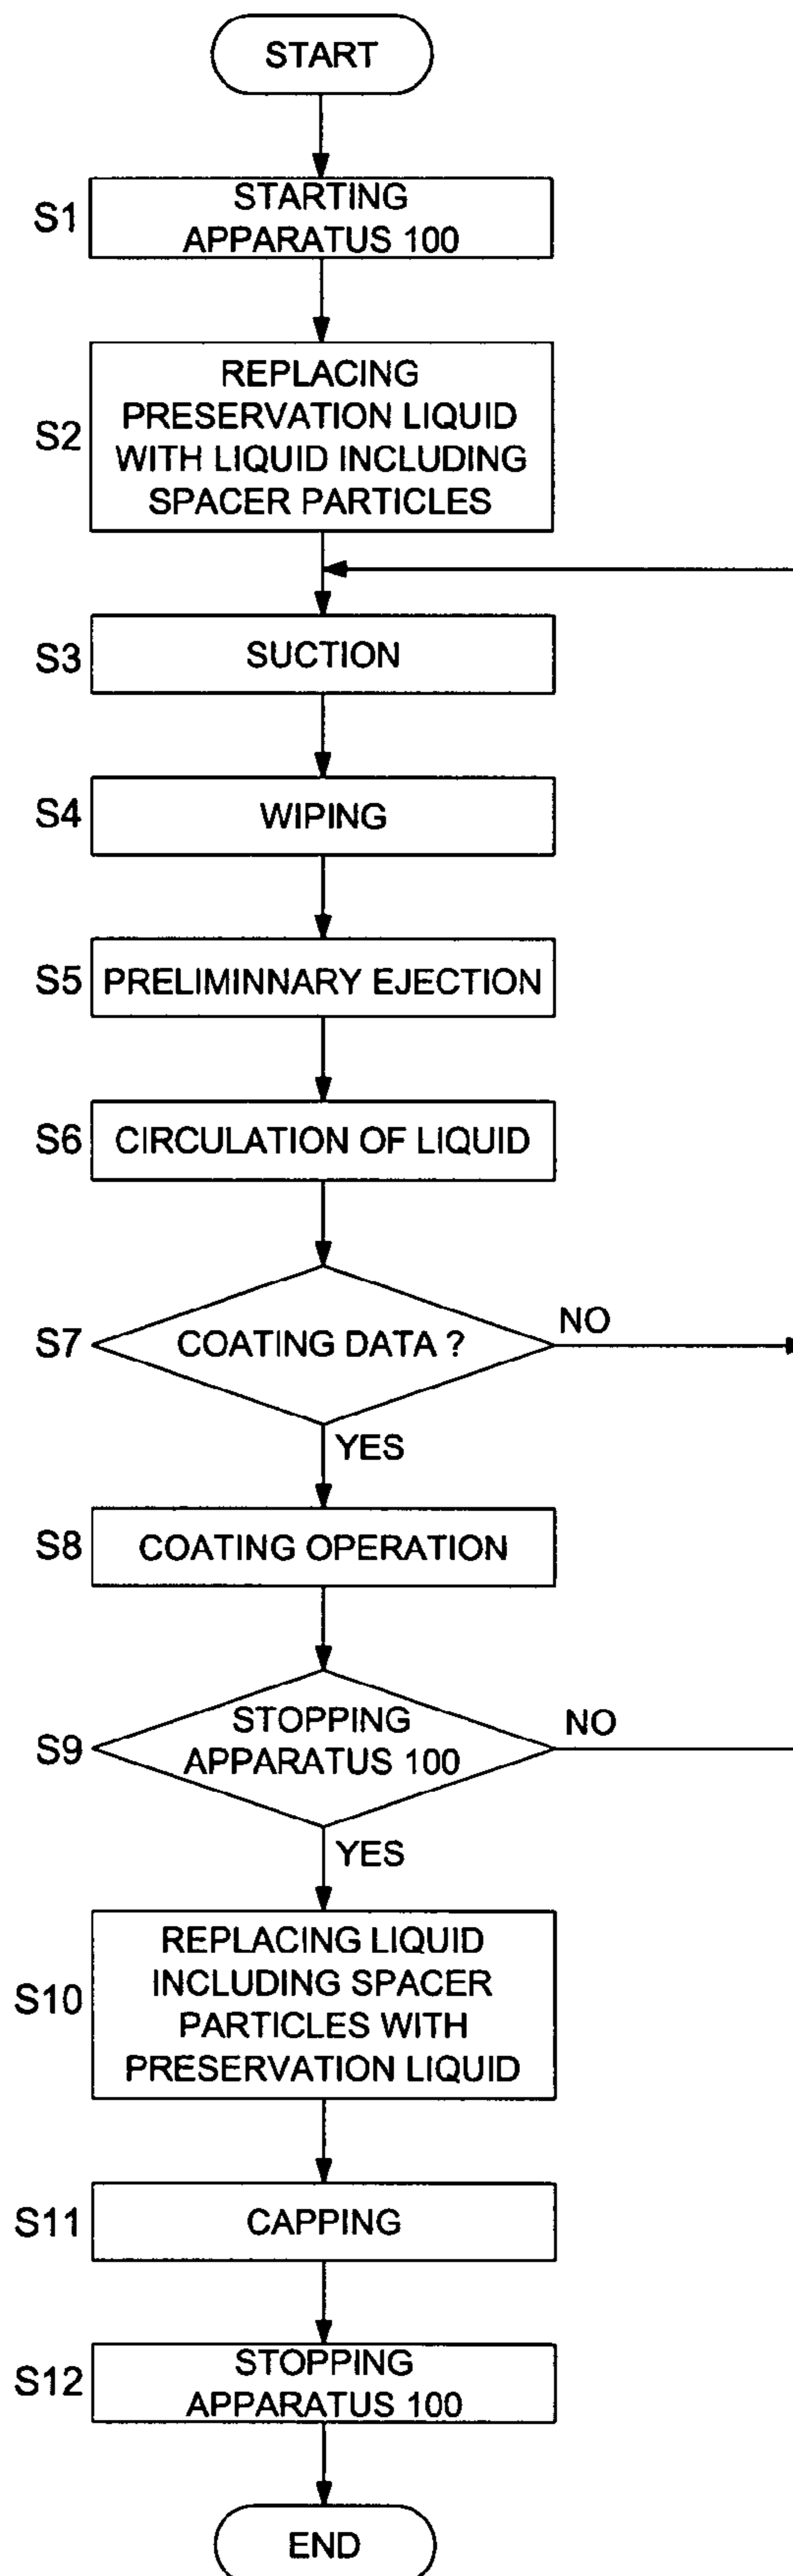 START
S1
STARTING
APPARATUS 100
S2
REPLACING
PRESERVATION LIQUID
WITH LIQUID INCLUDING
SPACER PARTICLES
S3
SUCTION
S4
WIPING
S5
PRELIMINNARY EJECTION
S6
CIRCULATION OF LIQUID
S7
COATING DATA ?
NO
YES
S8
COATING OPERATION
S9
STOPPING
APPARATUS 100
NO
YES
S10
REPLACING LIQUID
INCLUDING SPACER
PARTICLES WITH
PRESERVATION LIQUID
S11
CAPPING
S12
STOPPING
APPARATUS 100
END